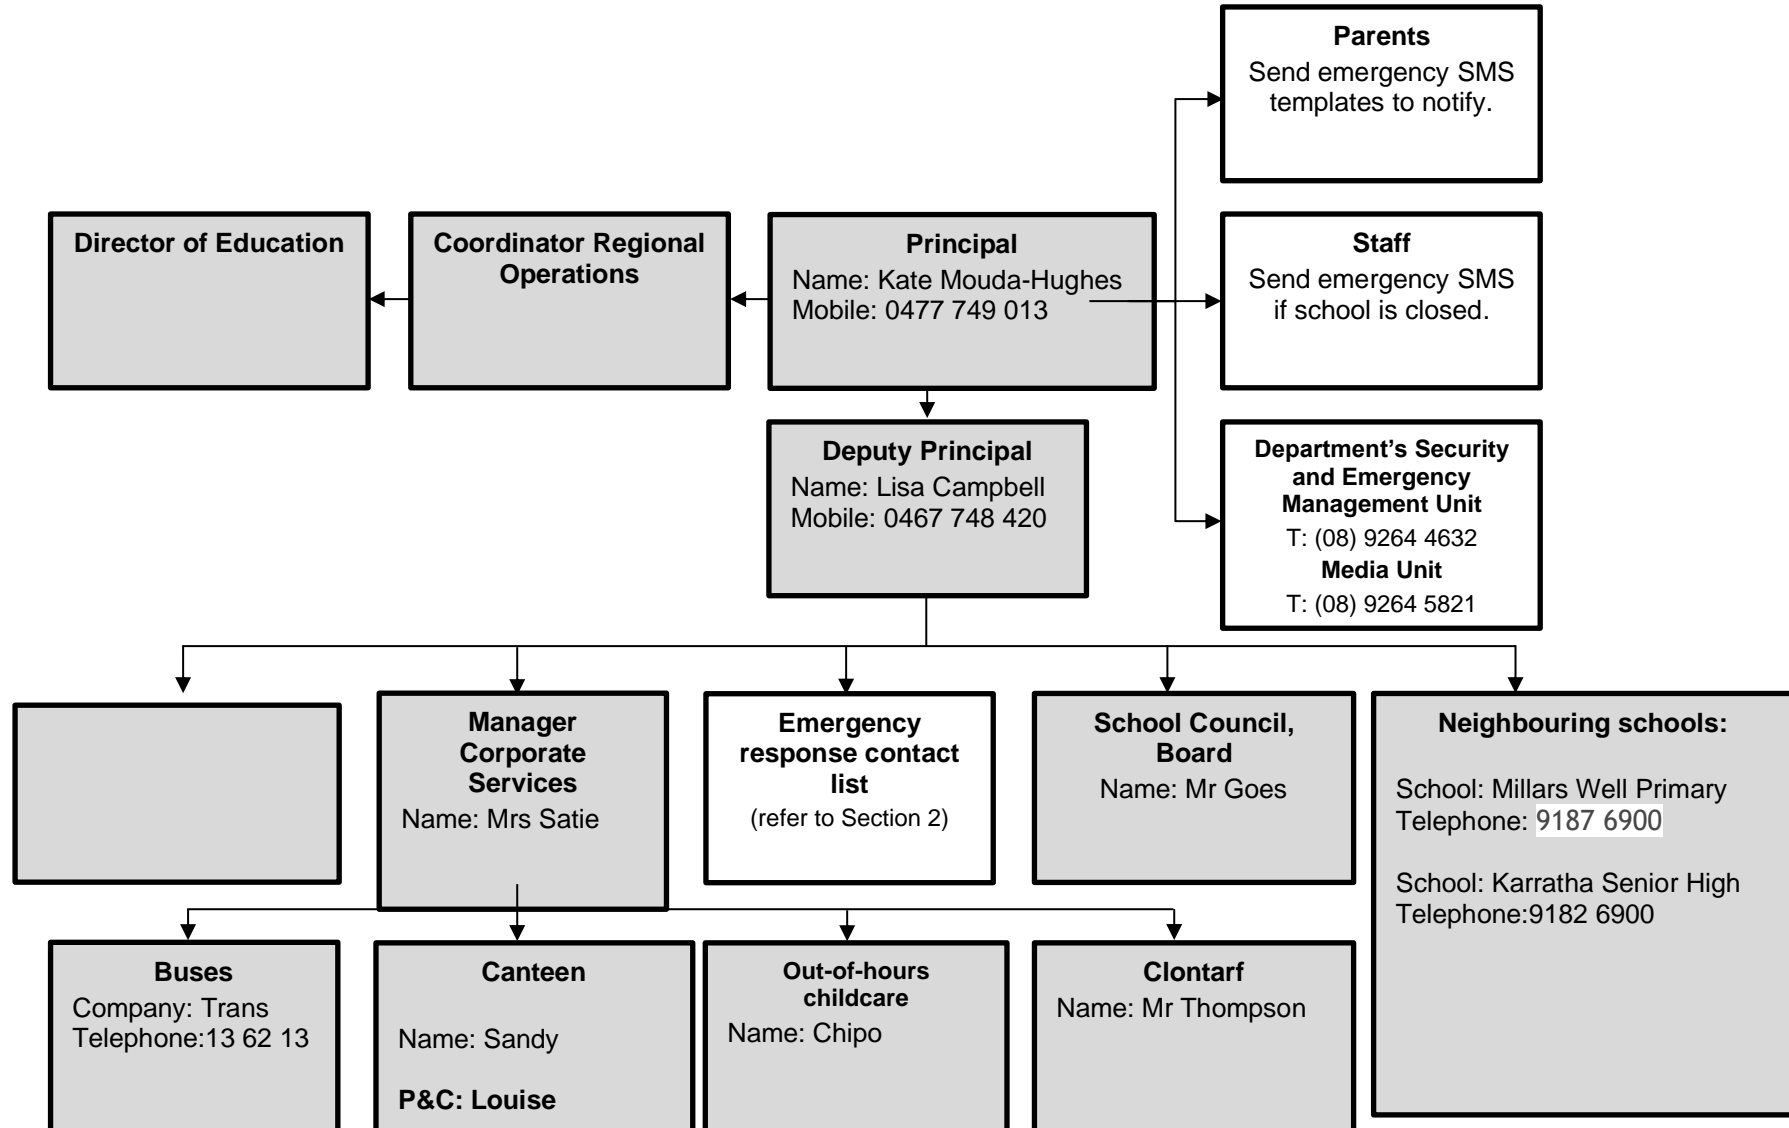 Parents
Send emergency SMS
templates to notify.
Director of Education
Coordinator Regional
Operations
Principal
Name: Kate Mouda-Hughes
Mobile: 0477 749 013
Staff
Send emergency SMS
if school is closed.
Deputy Principal
Name: Lisa Campbell
Mobile: 0467 748 420
Department’s Security
and Emergency
Management Unit
T: (08) 9264 4632
Media Unit
T: (08) 9264 5821
Manager
Corporate
Services
Name: Mrs Satie
Emergency
response contact
list
(refer to Section 2)
School Council,
Board
Name: Mr Goes
Neighbouring schools:
School: Millars Well Primary
Telephone: 9187 6900
School: Karratha Senior High
Telephone:9182 6900
Buses
Company: Trans
Telephone:13 62 13
Canteen
Name: Sandy
P&C: Louise
Out-of-hours
childcare
Name: Chipo
Clontarf
Name: Mr Thompson